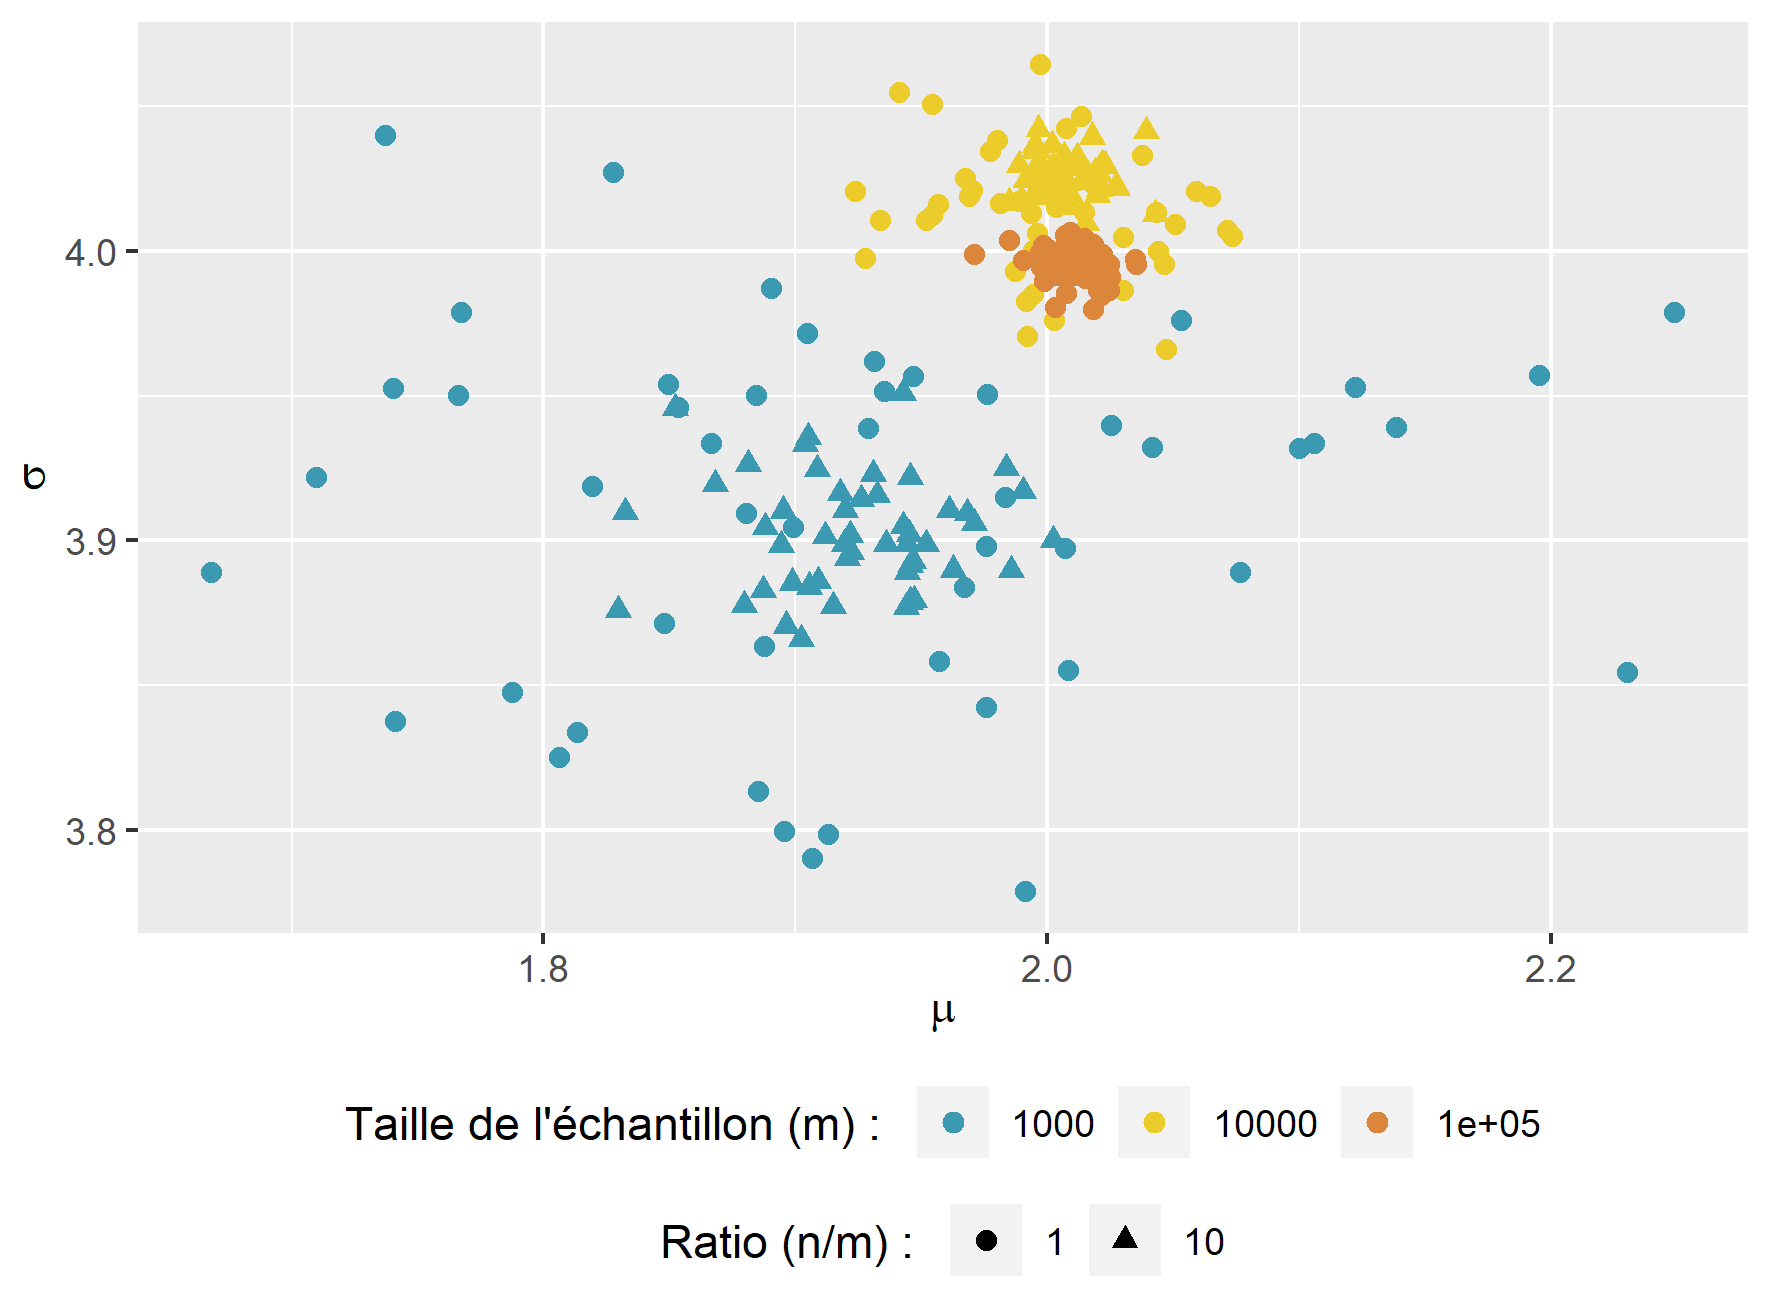 4.0
3.9
3.8
σ
1.8 2.0 2.2
μ
Taille de l'échantillon (m) : 1000 10000 1e+05
Ratio (n/m) : 1 10